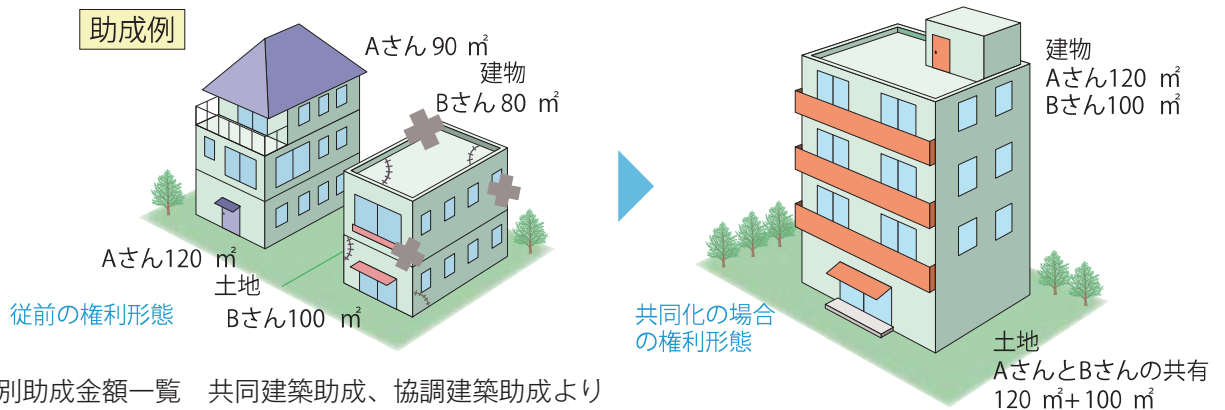 助成例
Aさん 90 ㎡
建物
Bさん 80 ㎡
Aさん120 ㎡
土地
Bさん100 ㎡
従前の権利形態
建物
Aさん120 ㎡
Bさん100 ㎡
共同化の場合
の権利形態
土地
AさんとBさんの共有
120 ㎡+ 100 ㎡
別助成金額一覧　共同建築助成、協調建築助成より